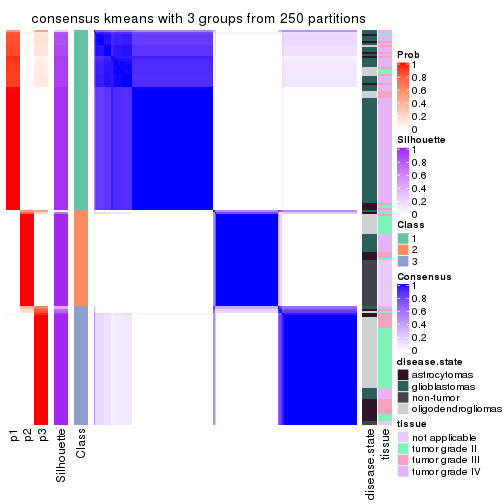 consensus kmeans with 3 groups from 250 partitions
Prob
1
0.8
0.6
0.4
0.2
0
Silhouette
1
0.8
0.6
0.4
0.2
0
Class
1
2
3
Consensus
1
0.8
0.6
0.4
0.2
0
disease.state
astrocytomas
glioblastomas
non-tumor
oligodendrogliomas
tissue
not applicable
tumor grade II
tumor grade III
tumor grade IV
p1
p2
p3
Silhouette
Class
disease.state
tissue